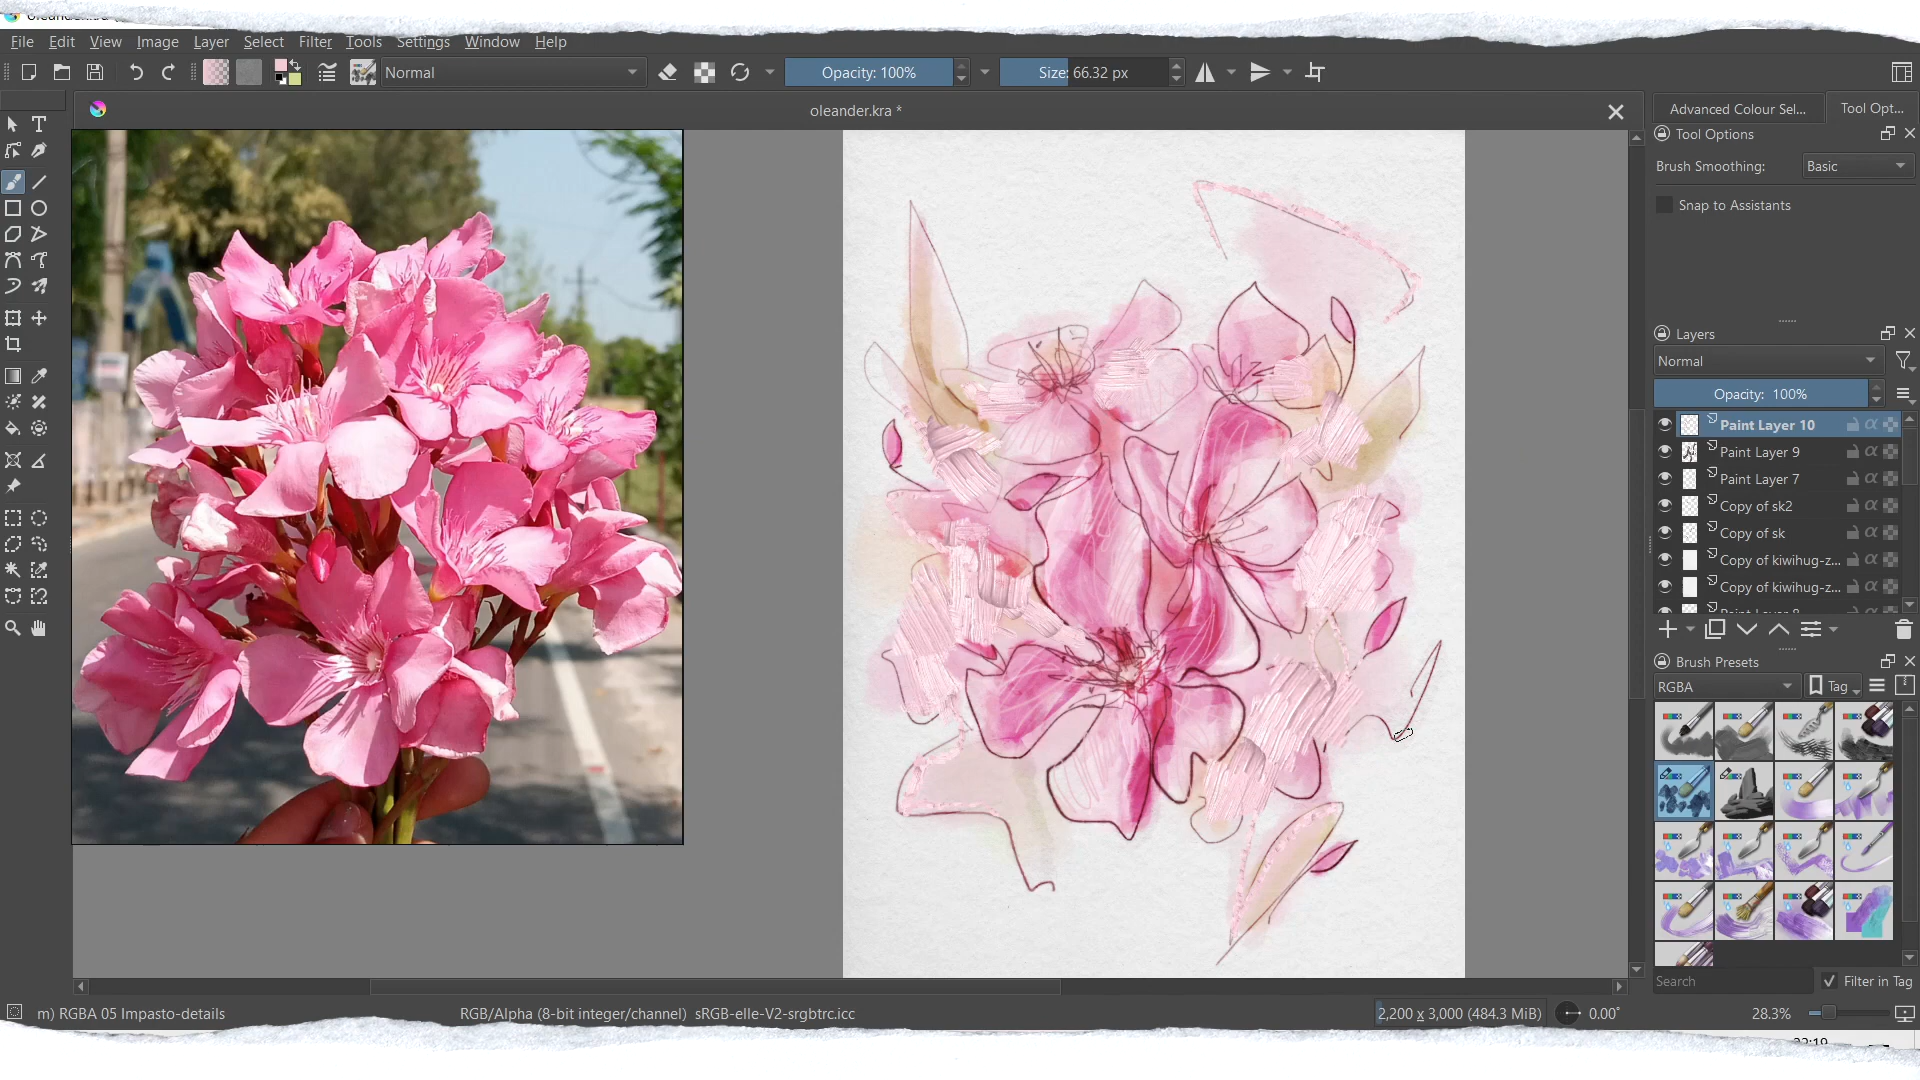 File Edit View Image Layer Select Filter Tools Settings Window Help
Normal
Opacity: 100%
Size: 66.32 px
oleander.kra *
Advanced Colour Sel... Tool Opt...
Tool Options
Brush Smoothing: Basic
Snap to Assistants
Layers
Normal
Opacity: 100%
Paint Layer 10
Paint Layer 9
Paint Layer 7
Copy of sk2
Copy of sk
Copy of kiwihug-z...
Copy of kiwihug-z...
Paint Layer 8
Brush Presets
RGBA Tag
Search Filter in Tag
m) RGBA 05 Impasto-details RGB/Alpha (8-bit integer/channel) sRGB-elle-V2-srgbtrc.icc 2,200 x 3,000 (484.3 MiB) 0.00° 28.3%